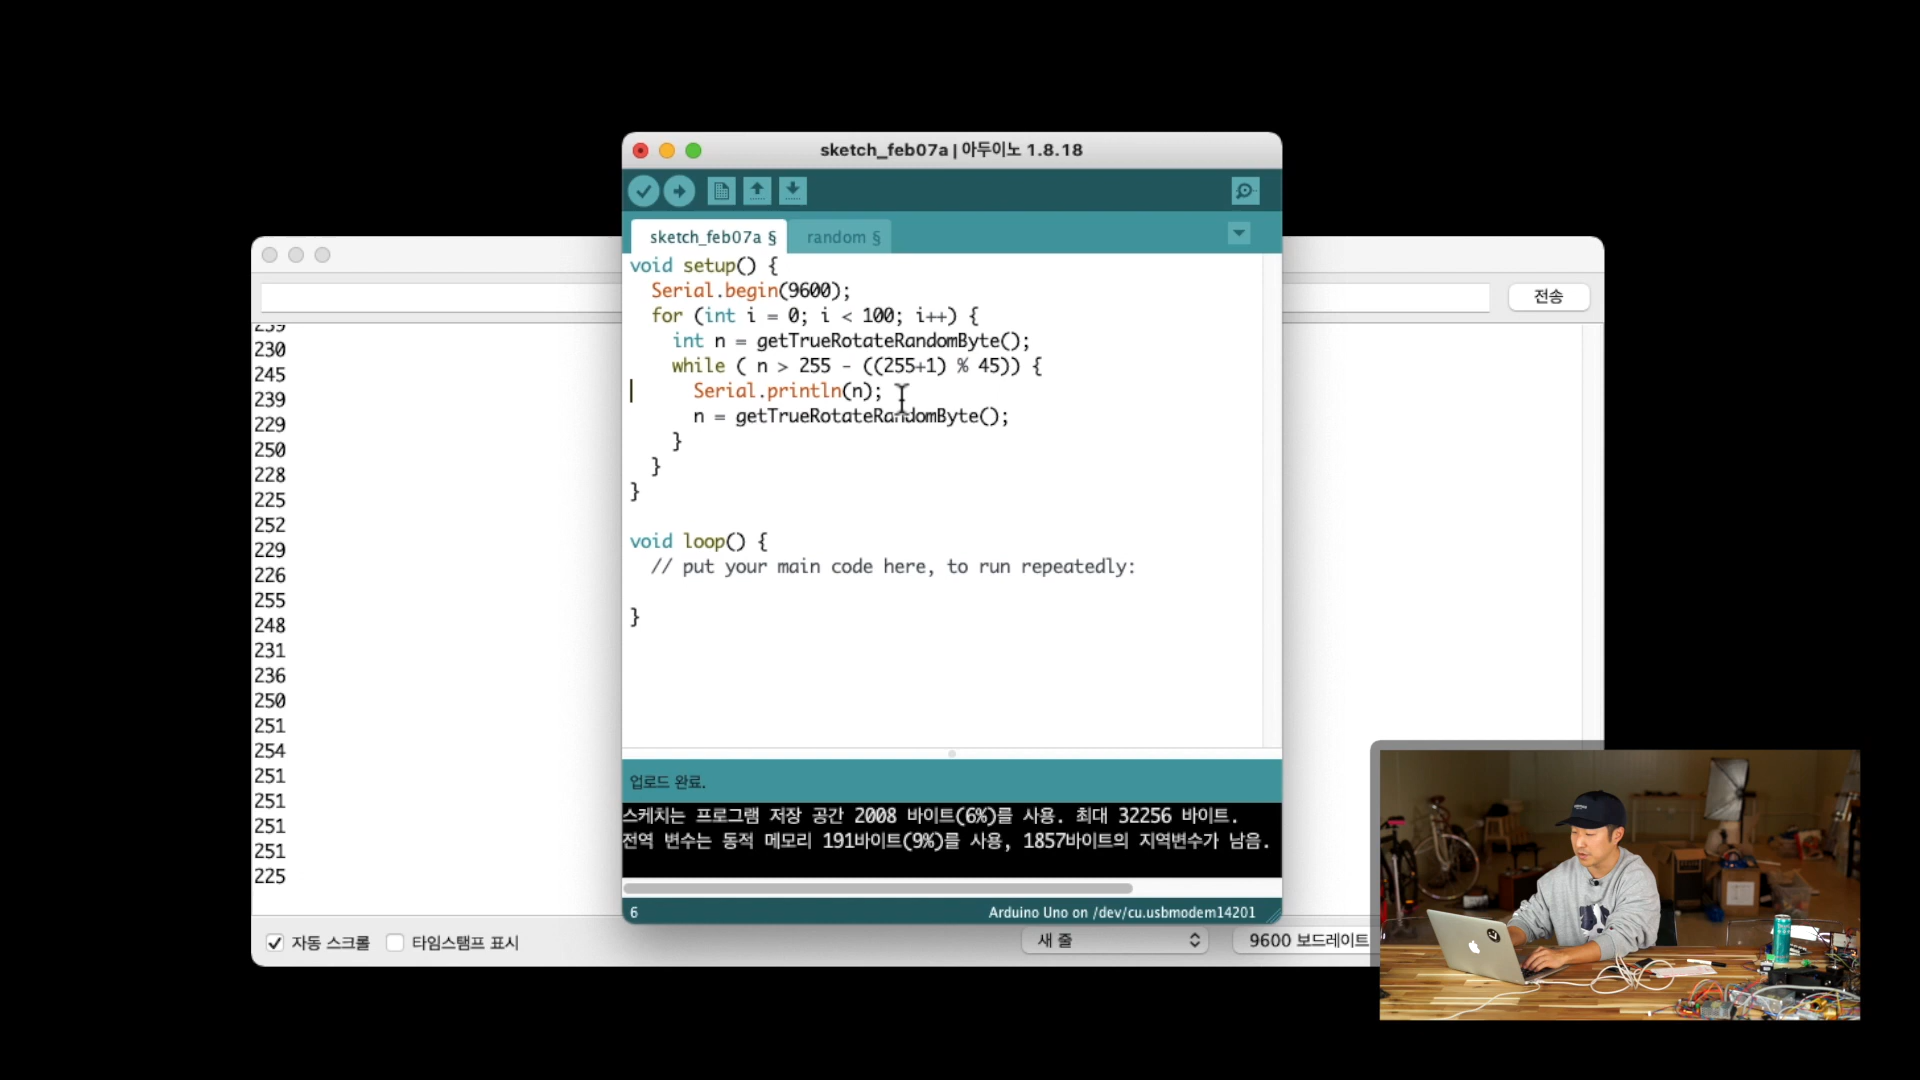 sketch_feb07a | 아두이노 1.8.18
sketch_feb07a §
random §
void setup() {
Serial.begin(9600);
for (int i = 0; i < 100; i++) {
int n = getTrueRotateRandomByte();
while ( n > 255 - ((255+1) % 45)) {
Serial.println(n);
n = getTrueRotateRandomByte();
}
}
}
void loop() {
// put your main code here, to run repeatedly:
}
업로드 완료.
스케치는 프로그램 저장 공간 2008 바이트(6%)를 사용. 최대 32256 바이트.
전역 변수는 동적 메모리 191바이트(9%)를 사용, 1857바이트의 지역변수가 남음.
6
Arduino Uno on /dev/cu.usbmodem14201
전송
239
230
245
239
229
250
228
225
252
229
226
255
248
231
236
250
251
254
251
251
251
251
225
자동 스크롤
타임스탬프 표시
새 줄
9600 보드레이트